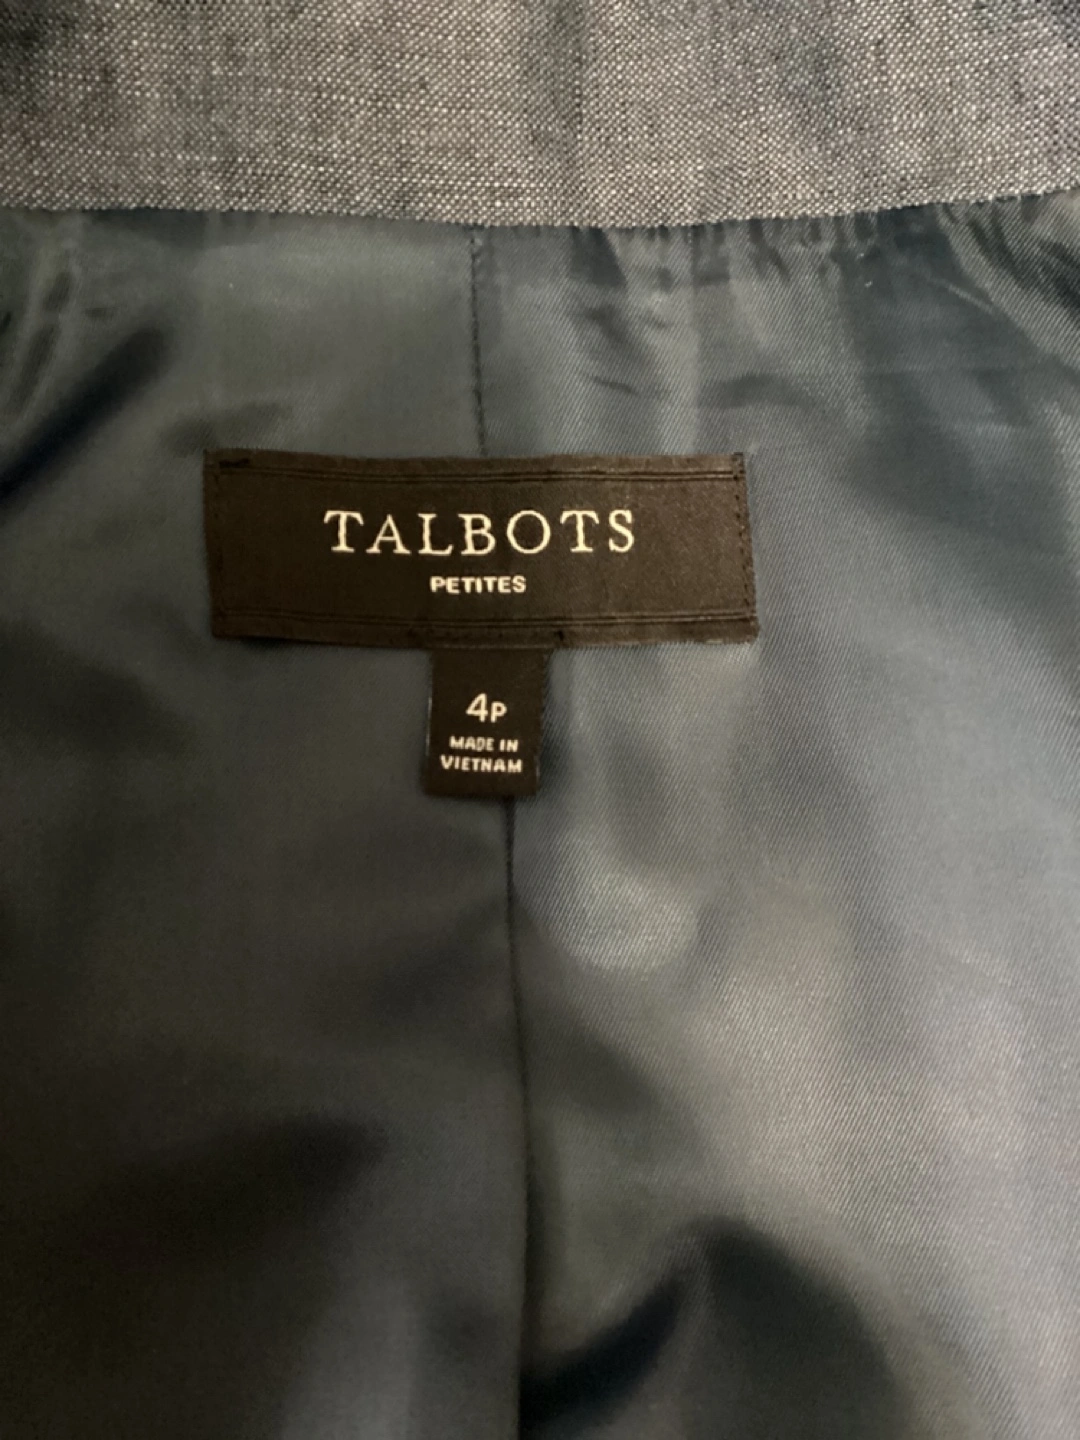 TALBOTS
PETITES
4P
MADE IN
VIETNAM